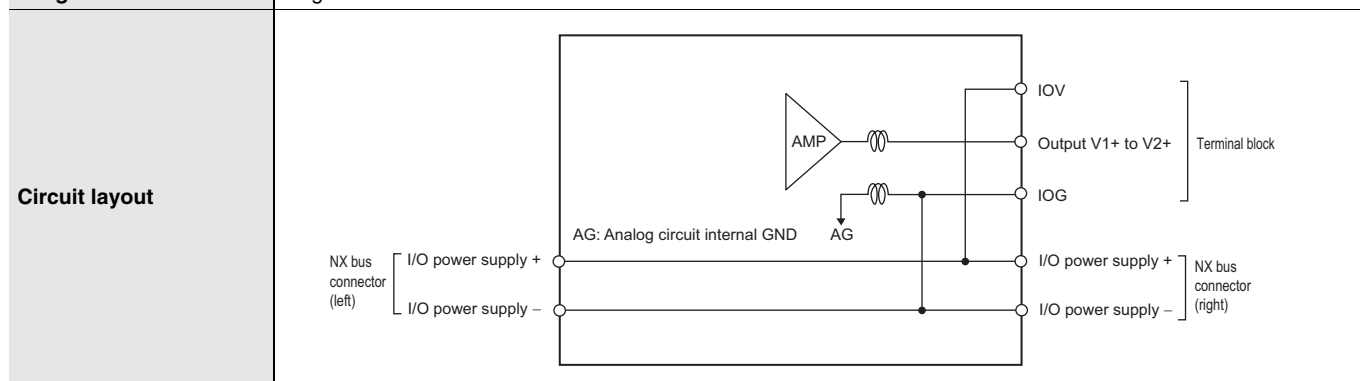 Circuit layout
IOV
AMP
Output V1+ to V2+
Terminal block
IOG
AG: Analog circuit internal GND
AG
NX bus
connector
(left)
I/O power supply +
I/O power supply −
I/O power supply +
I/O power supply −
NX bus
connector
(right)